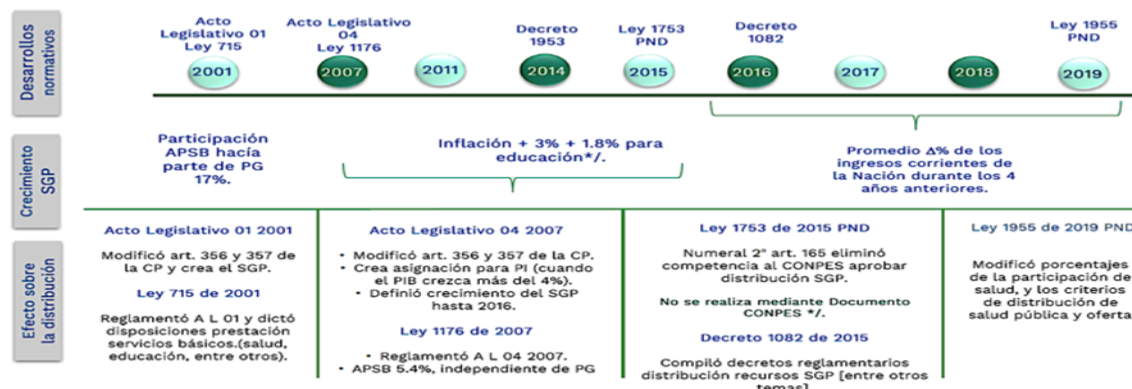 Desarrollos
normativos
Acto
Legislativo 01
Ley 715
2001
Acto Legislativo
04
Ley 1176
2007
2011
Decreto
1953
2014
Ley 1753
PND
2015
Decreto
1082
2016
2017
2018
Ley 1955
PND
2019
Crecimiento
SGP
Participación
APSB hacía
parte de PG
17%.
Inflación + 3% + 1.8% para
educación*/.
Promedio Δ% de los
ingresos corrientes de
la Nación durante los 4
años anteriores.
Efecto sobre
la distribución
Acto Legislativo 01 2001
Modificó art. 356 y 357 de
la CP y crea el SGP.
Ley 715 de 2001
Reglamentó A L 01 y dictó
disposiciones prestación
servicios básicos.(salud,
educación, entre otros).
Acto Legislativo 04 2007
• Modificó art. 356 y 357 de la CP.
• Crea asignación para PI (cuando
el PIB crezca más del 4%).
• Definió crecimiento del SGP
hasta 2016.
Ley 1176 de 2007
• Reglamentó A L 04 2007.
• APSB 5.4%, independiente de PG
Ley 1753 de 2015 PND
Numeral 2° art. 165 eliminó
competencia al CONPES aprobar
distribución SGP.
No se realiza mediante Documento
CONPES */.
Decreto 1082 de 2015
Compiló decretos reglamentarios
distribución recursos SGP [entre otros
temas]
Ley 1955 de 2019 PND
Modificó porcentajes
de la participación de
salud, y los criterios
de distribución de
salud pública y oferta